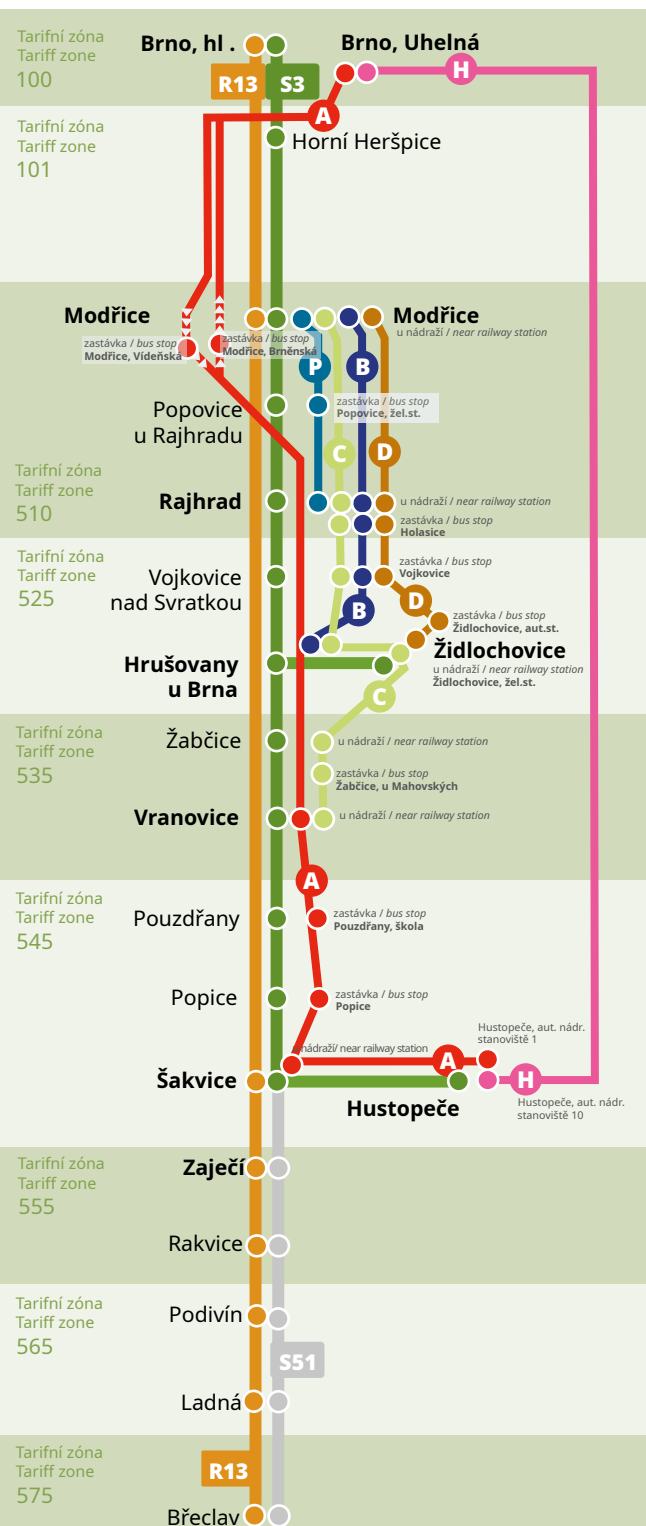 Tarifní zóna
Tariff zone
100
Brno, hl .
Brno, Uhelná
H
R13
S3
A
Tarifní zóna
Tariff zone
101
Horní Heršpice
Modřice
Modřice
u nádraží / near railway station
zastávka / bus stop
Modřice, Vídeňská
zastávka / bus stop
Modřice, Brněnská
P
B
zastávka / bus stop
Popovice, žel.st.
Popovice
u Rajhradu
C
D
Tarifní zóna
Tariff zone
510
Rajhrad
u nádraží / near railway station
zastávka / bus stop
Holasice
Tarifní zóna
Tariff zone
525
Vojkovice
nad Svratkou
zastávka / bus stop
Vojkovice
B
D
zastávka / bus stop
Židlochovice, aut.st.
Židlochovice
u nádraží / near railway station
Židlochovice, žel.st.
Hrušovany
u Brna
C
Tarifní zóna
Tariff zone
535
Žabčice
u nádraží / near railway station
zastávka / bus stop
Žabčice, u Mahovských
Vranovice
u nádraží / near railway station
A
Tarifní zóna
Tariff zone
545
Pouzdřany
zastávka / bus stop
Pouzdřany, škola
Popice
zastávka / bus stop
Popice
Hustopeče, aut. nádr.
stanoviště 1
u nádraží/ near railway station
A
Šakvice
H
Hustopeče
Hustopeče, aut. nádr.
stanoviště 10
Tarifní zóna
Tariff zone
555
Zaječí
Rakvice
Tarifní zóna
Tariff zone
565
Podivín
S51
Ladná
Tarifní zóna
Tariff zone
575
R13
Břeclav